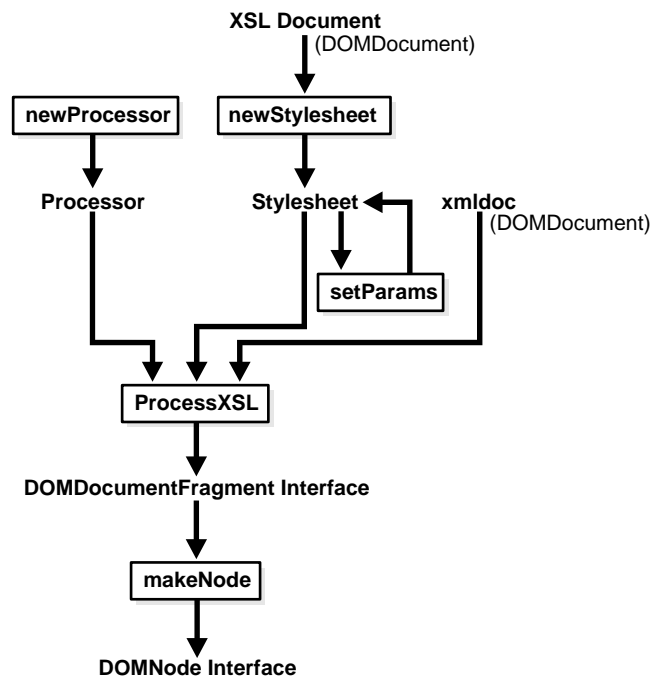 XSL Document
(DOMDocument)
newProcessor
newStylesheet
Processor
Stylesheet
xmldoc
(DOMDocument)
setParams
ProcessXSL
DOMDocumentFragment Interface
makeNode
DOMNode Interface